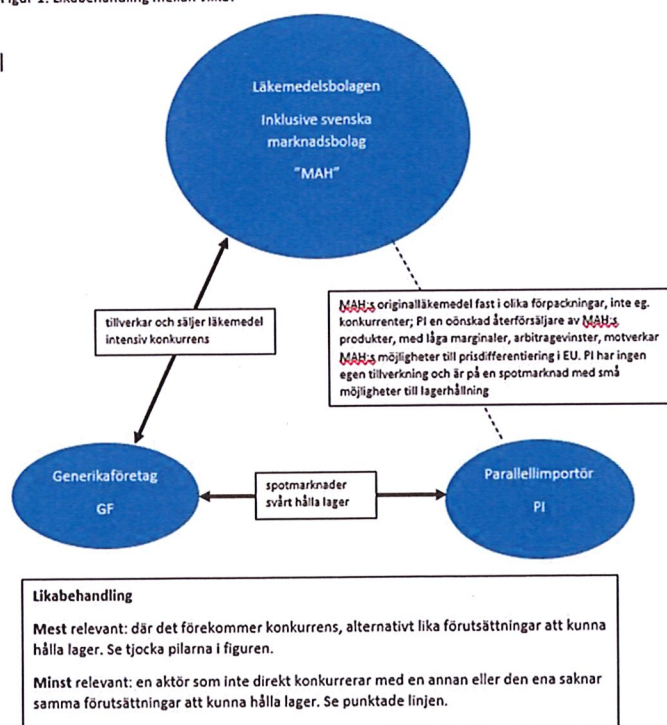 Läkemedelsbolagen
Inklusive svenska
marknadsbolag
"MAH"
tillverkar och säljer läkemedel
intensiv konkurrens
MAH:s originalläkemedel fast i olika förpackningar, inte eg.
konkurrenter; PI en oönskad återförsäljare av MAH:s
produkter, med låga marginaler, arbitragevinster, motverkar
MAH:s möjligheter till prisdifferentiering i EU. PI har ingen
egen tillverkning och är på en spotmarknad med små
möjligheter till lagerhållning
Generikaföretag
GF
spotmarknader
svårt hålla lager
Parallellimportör
PI
Likabehandling
Mest relevant: där det förekommer konkurrens, alternativt lika förutsättningar att kunna
hålla lager. Se tjocka pilarna i figuren.
Minst relevant: en aktör som inte direkt konkurrerar med en annan eller den ena saknar
samma förutsättningar att kunna hålla lager. Se punktade linjen.